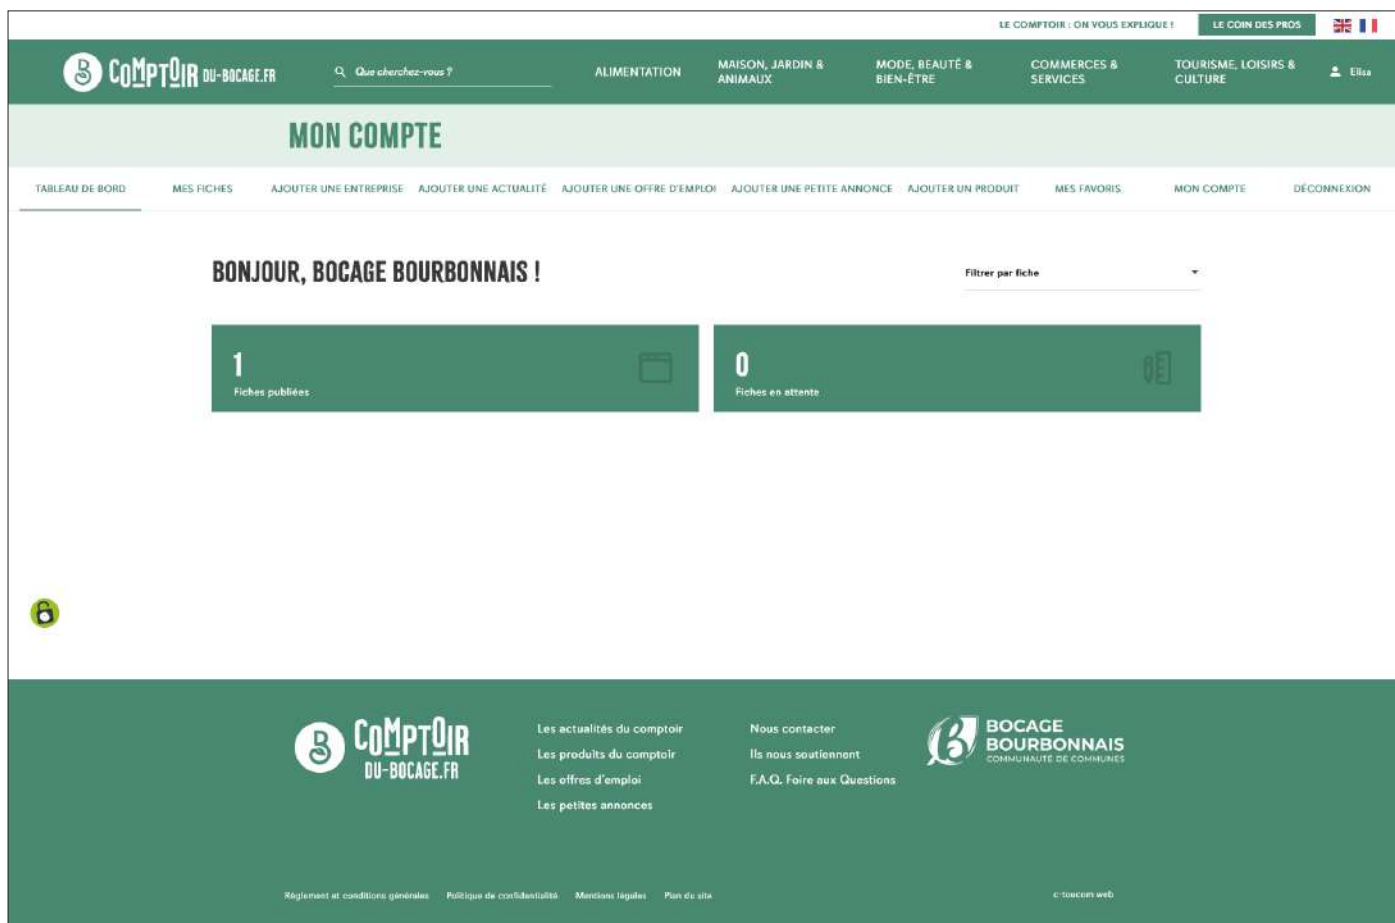 LE COMPTOIR : ON VOUS EXPLIQUE !
LE COIN DES PROS
COMPTOIR DU-BOCAGE.FR
Que cherchez-vous ?
ALIMENTATION
MAISON, JARDIN &
ANIMAUX
MODE, BEAUTÉ &
BIEN-ÊTRE
COMMERCES &
SERVICES
TOURISME, LOISIRS &
CULTURE
Elisa
MON COMPTE
TABLEAU DE BORD
MES FICHES
AJOUTER UNE ENTREPRISE
AJOUTER UNE ACTUALITÉ
AJOUTER UNE OFFRE D'EMPLOI
AJOUTER UNE PETITE ANNONCE
AJOUTER UN PRODUIT
MES FAVORIS
MON COMPTE
DÉCONNEXION
BONJOUR, BOCAGE BOURBONNAIS !
Filtrer par fiche
1
Fiches publiées
0
Fiches en attente
COMPTOIR
DU-BOCAGE.FR
Les actualités du comptoir
Les produits du comptoir
Les offres d'emploi
Les petites annonces
Nous contacter
Ils nous soutiennent
F.A.Q. Foire aux Questions
BOCAGE
BOURBONNAIS
COMMUNAUTÉ DE COMMUNES
Règlement et conditions générales
Politique de confidentialité
Mentions légales
Plan du site
c-toucom web